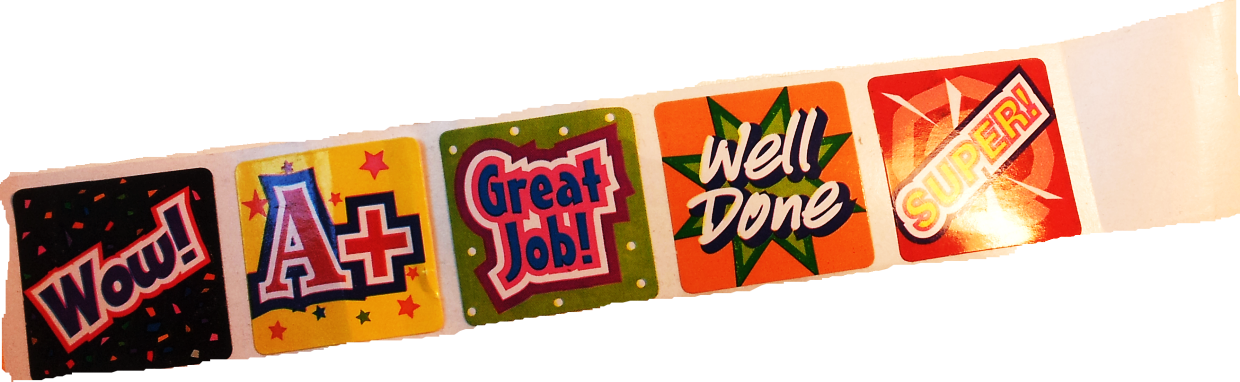 Wow!
A+
Great
Job!
Well
Done
SUPER!